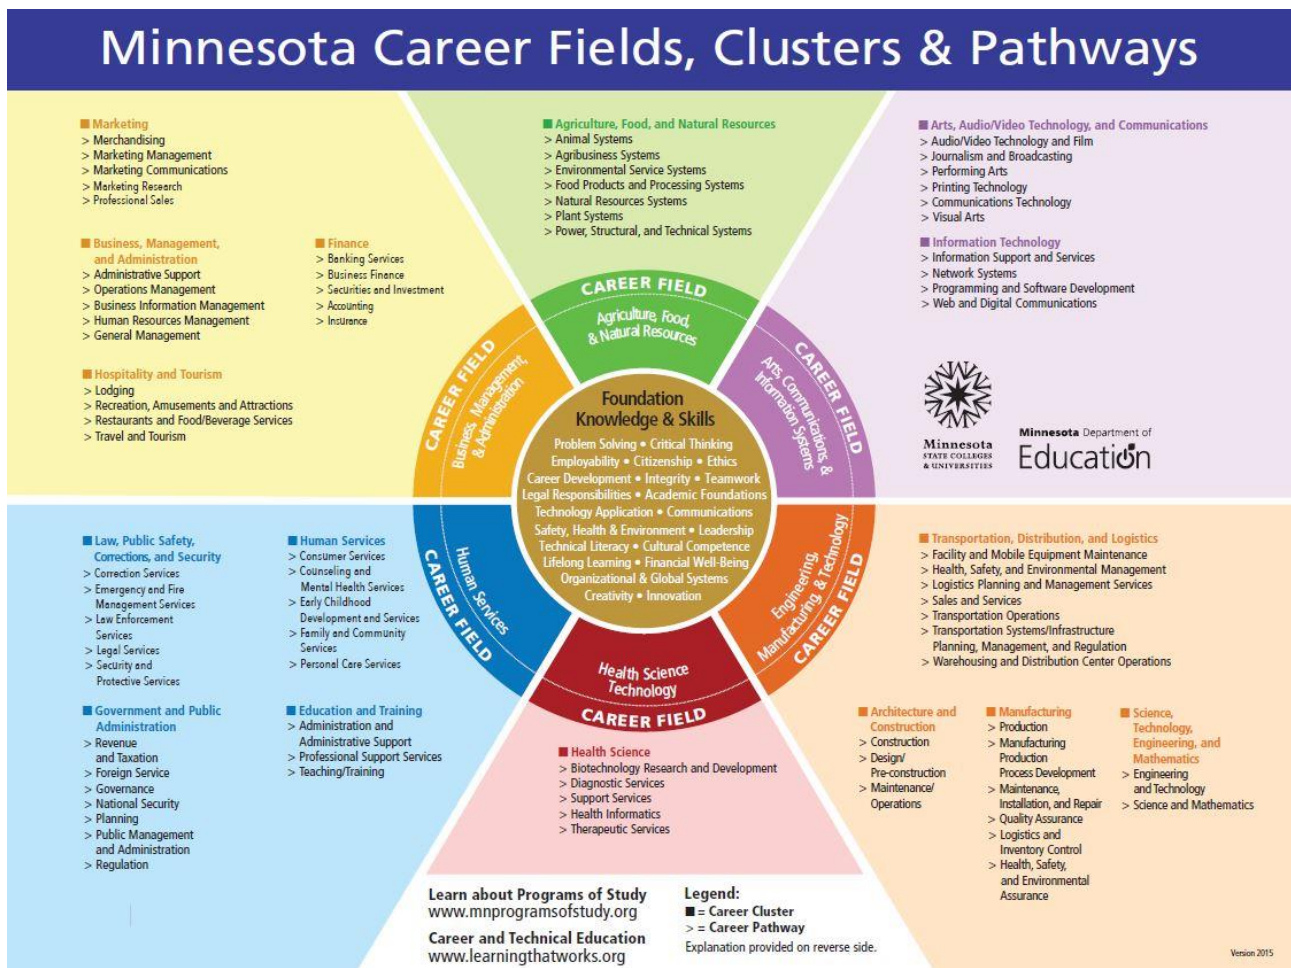 Minnesota Career Fields, Clusters & Pathways
■ Marketing
> Merchandising
> Marketing Management
> Marketing Communications
> Marketing Research
> Professional Sales
■ Business, Management,
and Administration
> Administrative Support
> Operations Management
> Business Information Management
> Human Resources Management
> General Management
■ Finance
> Banking Services
> Business Finance
> Securities and Investment
> Accounting
> Insurance
■ Hospitality and Tourism
> Lodging
> Recreation, Amusements and Attractions
> Restaurants and Food/Beverage Services
> Travel and Tourism
■ Agriculture, Food, and Natural Resources
> Animal Systems
> Agribusiness Systems
> Environmental Service Systems
> Food Products and Processing Systems
> Natural Resources Systems
> Plant Systems
> Power, Structural, and Technical Systems
■ Arts, Audio/Video Technology, and Communications
> Audio/Video Technology and Film
> Journalism and Broadcasting
> Performing Arts
> Printing Technology
> Communications Technology
> Visual Arts
■ Information Technology
> Information Support and Services
> Network Systems
> Programming and Software Development
> Web and Digital Communications
Minnesota
STATE COLLEGES
& UNIVERSITIES
Minnesota Department of
Education
CAREER FIELD
Business, Management,
& Administration
CAREER FIELD
Agriculture, Food,
& Natural Resources
CAREER FIELD
Arts, Communications, &
Information Systems
Foundation
Knowledge & Skills
Problem Solving • Critical Thinking
Employability • Citizenship • Ethics
Career Development • Integrity • Teamwork
Legal Responsibilities • Academic Foundations
Technology Application • Communications
Safety, Health & Environment • Leadership
Technical Literacy • Cultural Competence
Lifelong Learning • Financial Well-Being
Organizational & Global Systems
Creativity • Innovation
Human Services
CAREER FIELD
Health Science
Technology
CAREER FIELD
Engineering,
Manufacturing, & Technology
CAREER FIELD
■ Law, Public Safety,
Corrections, and Security
> Correction Services
> Emergency and Fire
Management Services
> Law Enforcement
Services
> Legal Services
> Security and
Protective Services
■ Human Services
> Consumer Services
> Counseling and
Mental Health Services
> Early Childhood
Development and Services
> Family and Community
Services
> Personal Care Services
■ Government and Public
Administration
> Revenue
and Taxation
> Foreign Service
> Governance
> National Security
> Planning
> Public Management
and Administration
> Regulation
■ Education and Training
> Administration and
Administrative Support
> Professional Support Services
> Teaching/Training
■ Health Science
> Biotechnology Research and Development
> Diagnostic Services
> Support Services
> Health Informatics
> Therapeutic Services
■ Transportation, Distribution, and Logistics
> Facility and Mobile Equipment Maintenance
> Health, Safety, and Environmental Management
> Logistics Planning and Management Services
> Sales and Services
> Transportation Operations
> Transportation Systems/Infrastructure
Planning, Management, and Regulation
> Warehousing and Distribution Center Operations
■ Architecture and
Construction
> Construction
> Design/
Pre-construction
> Maintenance/
Operations
■ Manufacturing
> Production
> Manufacturing
Production
Process Development
> Maintenance,
Installation, and Repair
> Quality Assurance
> Logistics and
Inventory Control
> Health, Safety,
and Environmental
Assurance
■ Science,
Technology,
Engineering, and
Mathematics
> Engineering
and Technology
> Science and Mathematics
Learn about Programs of Study
www.mnprogramsofstudy.org
Career and Technical Education
www.learningthatworks.org
Legend:
■ = Career Cluster
> = Career Pathway
Explanation provided on reverse side.
Version 2015